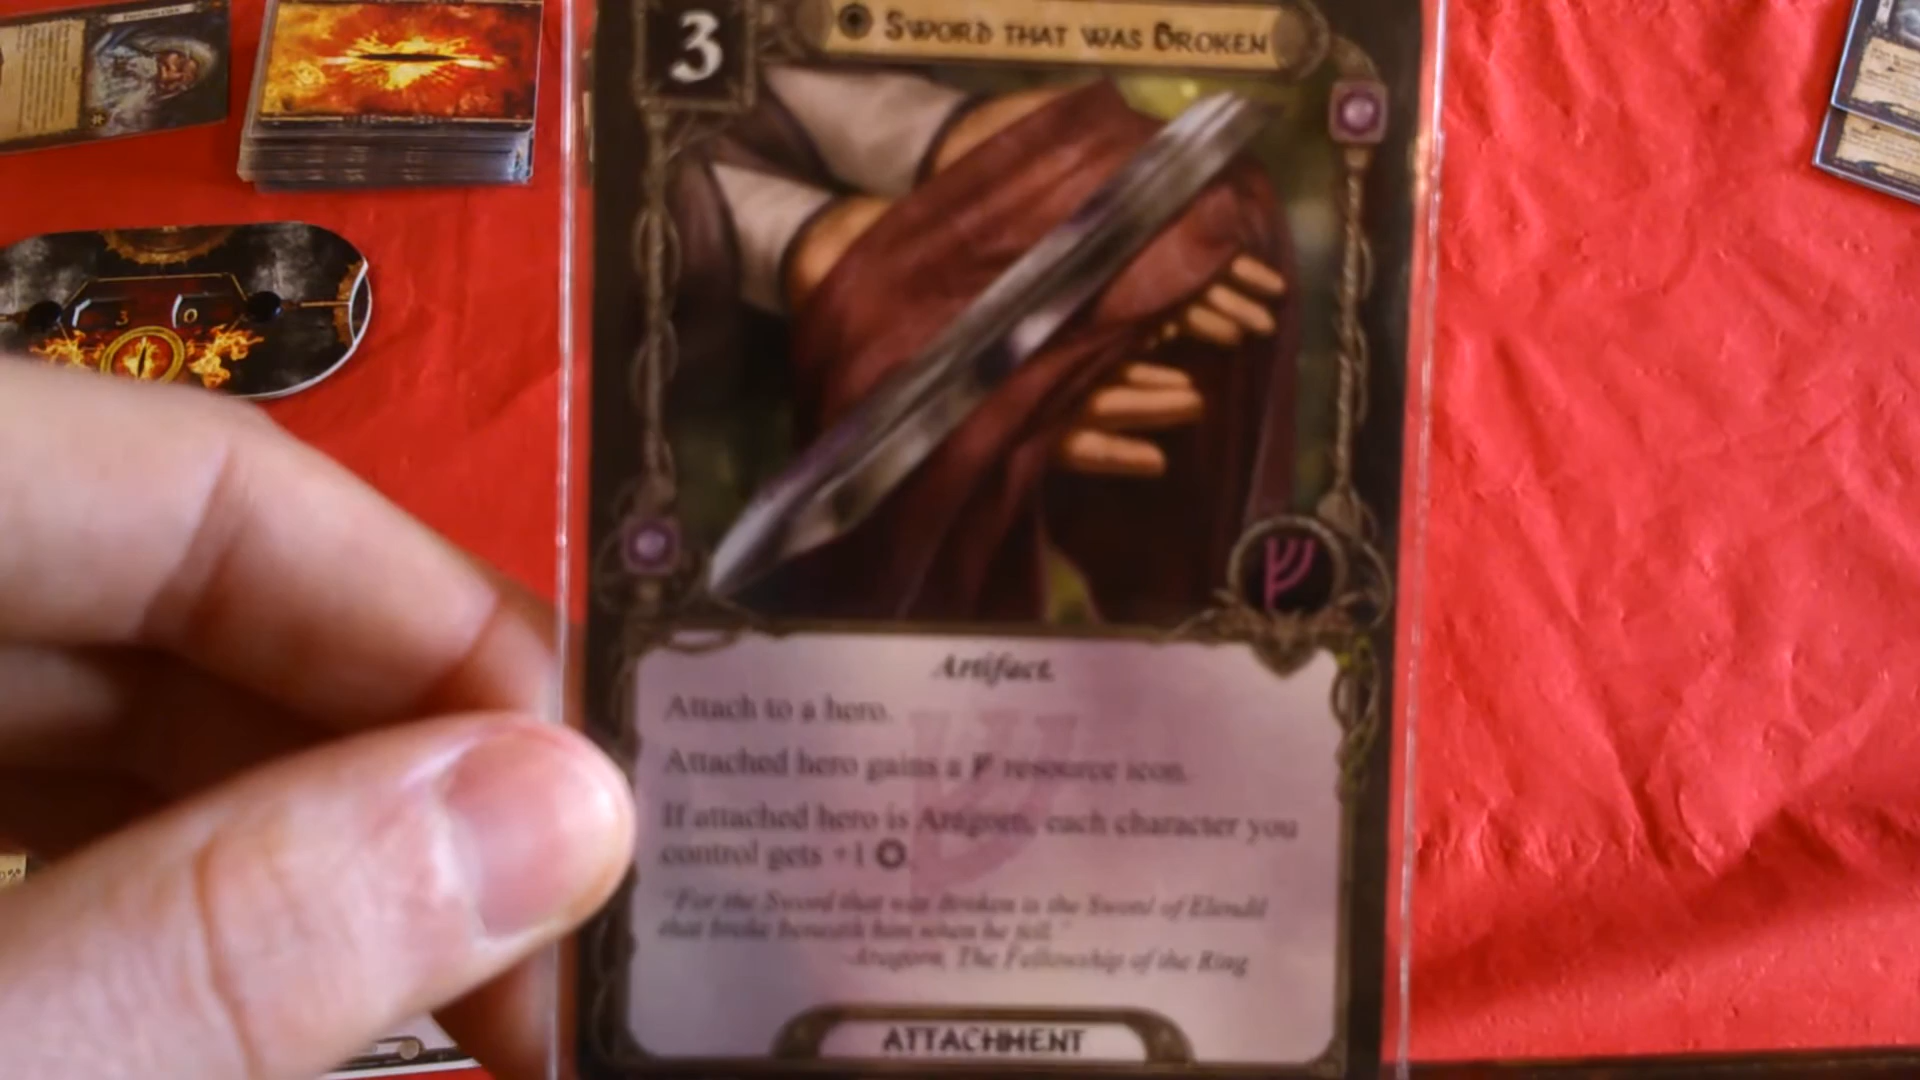 3
SWORD THAT WAS BROKEN
3 0
Artifact.
Attach to a hero.
Attached hero gains a resource icon.
If attached hero is Aragorn, each character you
control gets +1
"For the Sword that was Broken is the Sword of Elendil
that broke beneath him when he fell."
-Aragorn, The Fellowship of the Ring
ATTACHMENT